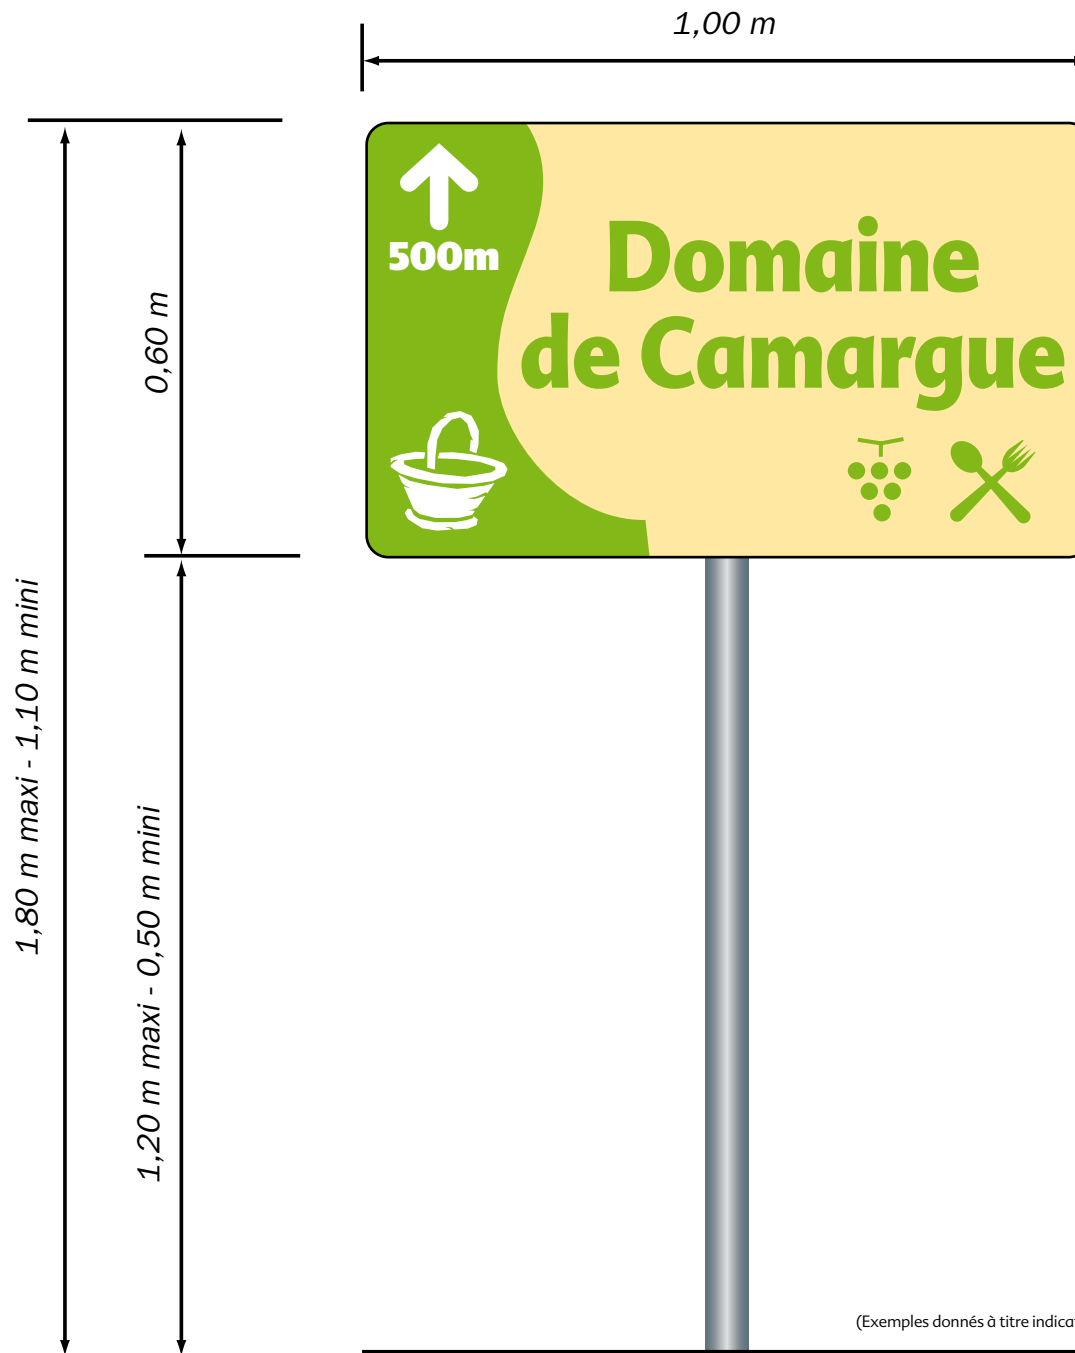 1,00 m
500m
Domaine
de Camargue
0,60 m
1,80 m maxi - 1,10 m mini
1,20 m maxi - 0,50 mini
(Exemples donnés à titre